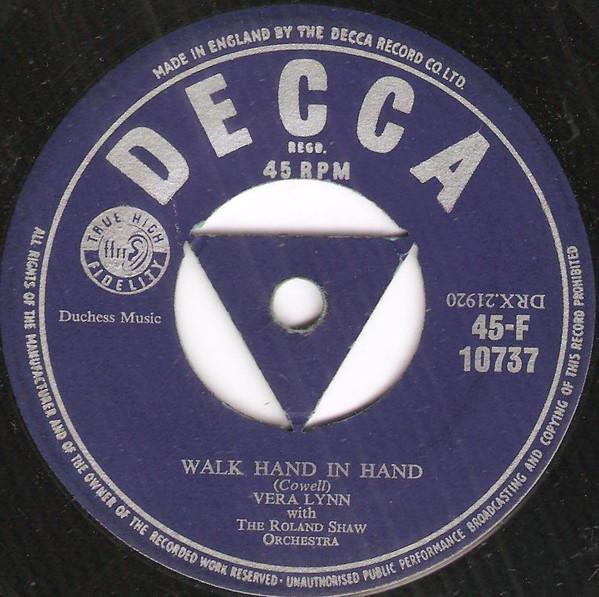 MADE IN ENGLAND BY THE DECCA RECORD CO. LTD.
DECCA
REGD.
45 RPM
TRUE HIGH
ffrr
FIDELITY
Duchess Music
DRX.21920
45-F
10737
WALK HAND IN HAND
(Cowell)
VERA LYNN
with
THE ROLAND SHAW
ORCHESTRA
ALL RIGHTS OF THE MANUFACTURER AND OF THE OWNER OF THE RECORDED WORK RESERVED · UNAUTHORISED PUBLIC PERFORMANCE BROADCASTING AND COPYING OF THIS RECORD PROHIBITED